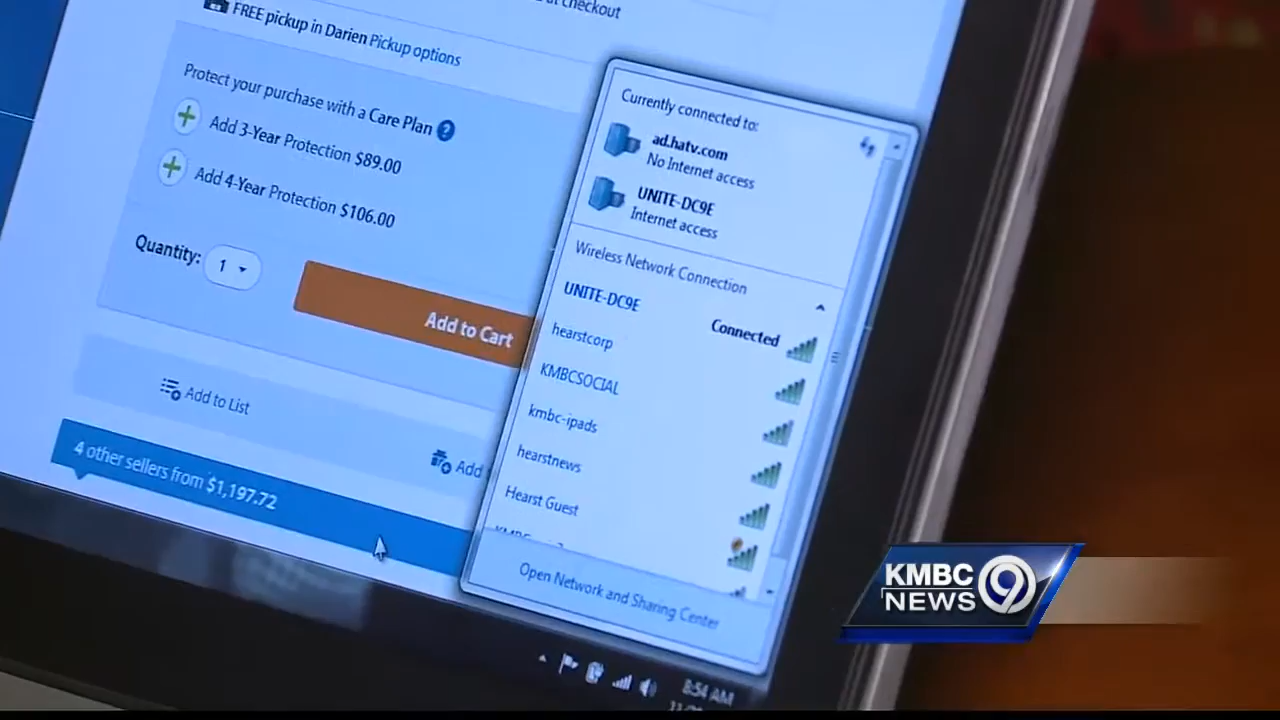 at checkout
FREE pickup in Darien Pickup options
Protect your purchase with a Care Plan ?
Add 3-Year Protection $89.00
Add 4-Year Protection $106.00
Quantity: 1
Add to Cart
Add to List
Add
4 other sellers from $1,197.72
Currently connected to:
ad.hatv.com
No Internet access
UNITE-DC9E
Internet access
Wireless Network Connection
UNITE-DC9E Connected
hearstcorp
KMBCSOCIAL
kmbc-ipads
hearstnews
Hearst Guest
Open Network and Sharing Center
8:54 AM
KMBC 9
NEWS